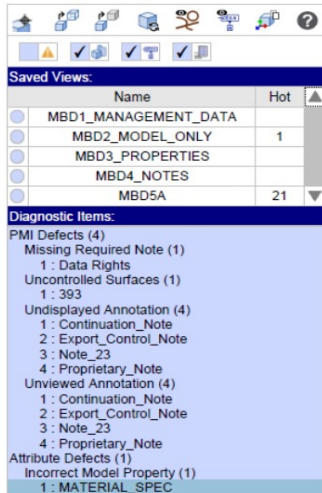 Saved Views:
Name Hot
MBD1_MANAGEMENT_DATA
MBD2_MODEL_ONLY 1
MBD3_PROPERTIES
MBD4_NOTES
MBD5A 21
Diagnostic Items:
PMI Defects (4)
Missing Required Note (1)
1 : Data Rights
Uncontrolled Surfaces (1)
1 : 393
Undisplayed Annotation (4)
1 : Continuation_Note
2 : Export_Control_Note
3 : Note_23
4 : Proprietary_Note
Unviewed Annotation (4)
1 : Continuation_Note
2 : Export_Control_Note
3 : Note_23
4 : Proprietary_Note
Attribute Defects (1)
Incorrect Model Property (1)
1 : MATERIAL_SPEC